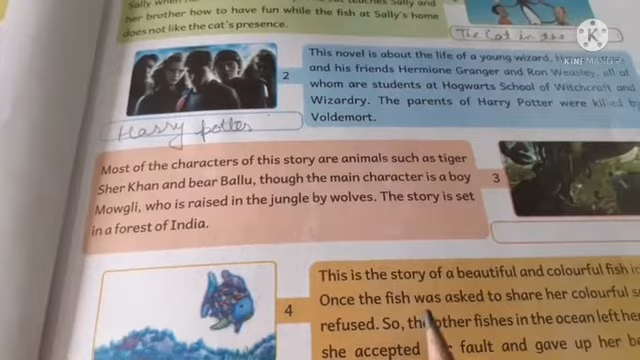 Sally when
her brother how to have fun while the fish at Sally's home
does not like the cat's presence.
The Cat in the
KINEMASTER
2
This novel is about the life of a young wizard,
and his friends Hermione Granger and Ron Weasley, all of
whom are students at Hogwarts School of Witchcraft and
Wizardry. The parents of Harry Potter were killed
Voldemort.
Harry potter
Most of the characters of this story are animals such as tiger
Sher Khan and bear Ballu, though the main character is a boy
Mowgli, who is raised in the jungle by wolves. The story is set
in a forest of India.
3
4
This is the story of a beautiful and colourful fish
Once the fish was asked to share her colourful
refused. So, the other fishes in the ocean left her
she accepted fault and gave up her